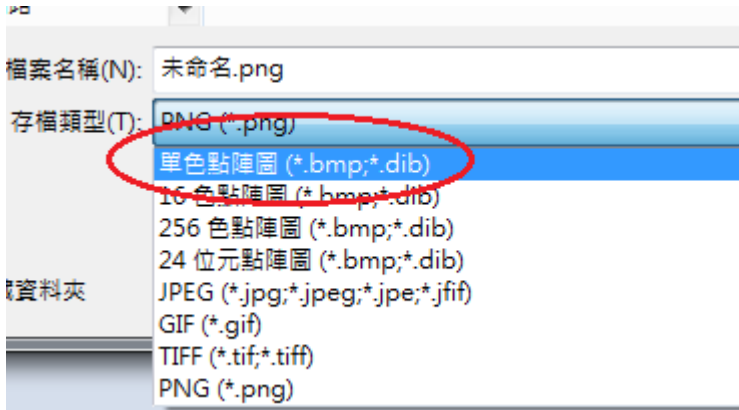 檔案名稱(N): 未命名.png
存檔類型(T): PNG (*.png)
單色點陣圖 (*.bmp;*.dib)
16 色點陣圖 (*.bmp;*.dib)
256 色點陣圖 (*.bmp;*.dib)
24 位元點陣圖 (*.bmp;*.dib)
資料夾
JPEG (*.jpg;*.jpeg;*.jpe;*.jfif)
GIF (*.gif)
TIFF (*.tif;*.tiff)
PNG (*.png)